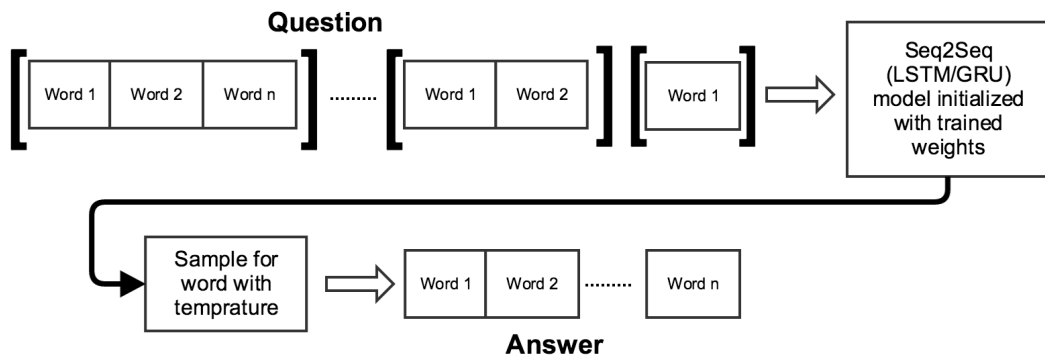 Question
Word 1 Word 2 Word n ......... Word 1 Word 2 Word 1
Seq2Seq
(LSTM/GRU)
model initialized
with trained
weights
Sample for
word with
temprature
Word 1 Word 2 ......... Word n
Answer